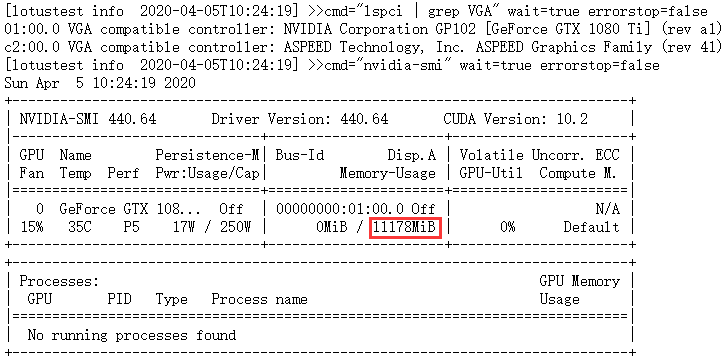 [lotustest info  2020-04-05T10:24:19] >>cmd="lspci | grep VGA" wait=true errorstop=false
01:00.0 VGA compatible controller: NVIDIA Corporation GP102 [GeForce GTX 1080 Ti] (rev a1)
c2:00.0 VGA compatible controller: ASPEED Technology, Inc. ASPEED Graphics Family (rev 41)
[lotustest info  2020-04-05T10:24:19] >>cmd="nvidia-smi" wait=true errorstop=false
Sun Apr  5 10:24:19 2020
+-----------------------------------------------------------------------------+
| NVIDIA-SMI 440.64       Driver Version: 440.64       CUDA Version: 10.2     |
|-------------------------------+----------------------+----------------------+
| GPU  Name        Persistence-M| Bus-Id        Disp.A | Volatile Uncorr. ECC |
| Fan  Temp  Perf  Pwr:Usage/Cap|         Memory-Usage | GPU-Util  Compute M. |
|===============================+======================+======================|
|   0  GeForce GTX 108...  Off  | 00000000:01:00.0 Off |                  N/A |
| 15%   35C    P5    17W / 250W |      0MiB / 11178MiB |      0%      Default |
+-------------------------------+----------------------+----------------------+
+-----------------------------------------------------------------------------+
| Processes:                                                       GPU Memory |
|  GPU       PID   Type   Process name                             Usage      |
|=============================================================================|
|  No running processes found                                                 |
+-----------------------------------------------------------------------------+